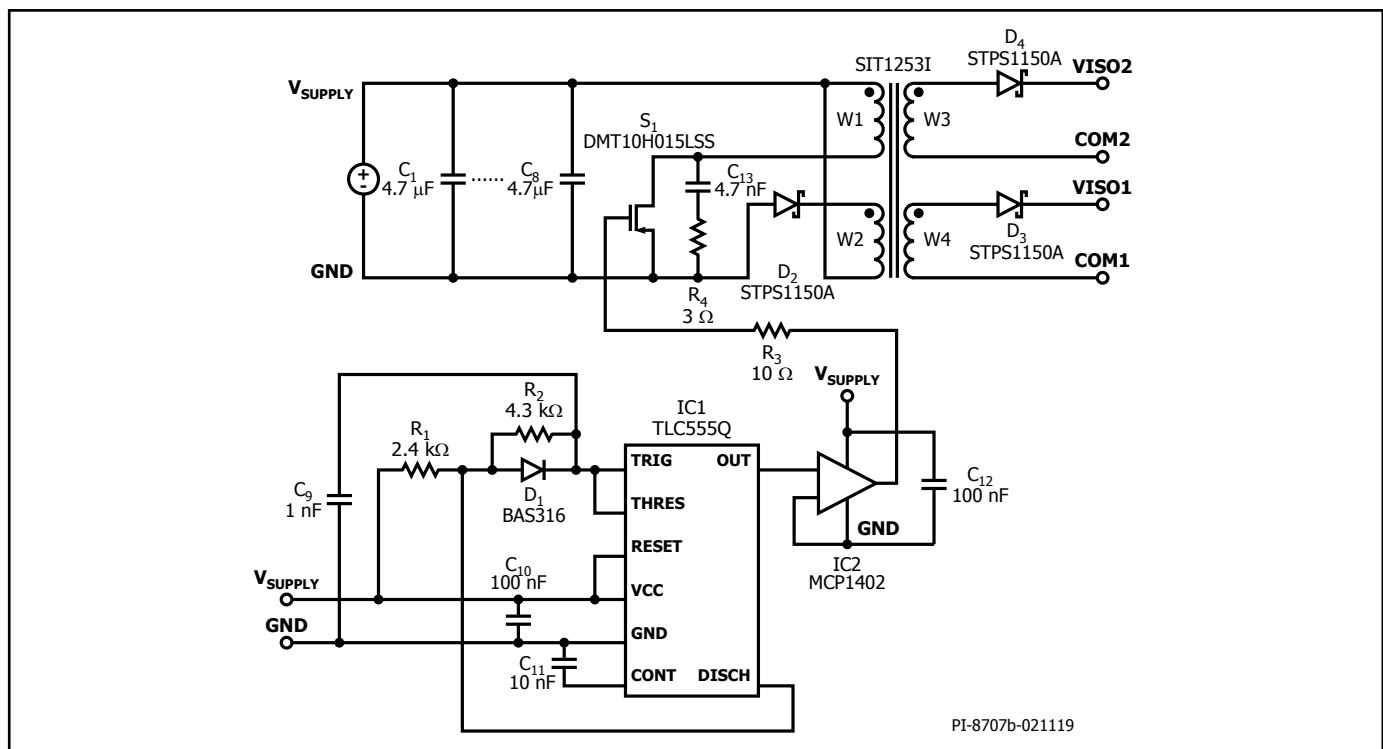 D4
STPS1150A
VISO2
SIT1253I
VSUPPLY
S1
DMT10H015LSS
W1
W3
COM2
+
-
C1
4.7 μF
......
C8
4.7μF
C13
4.7 nF
VISO1
W2
W4
D3
STPS1150A
GND
COM1
D2
STPS1150A
R4
3 Ω
R3
10 Ω
VSUPPLY
R2
4.3 kΩ
IC1
TLC555Q
R1
2.4 kΩ
TRIG
OUT
C9
1 nF
D1
BAS316
THRES
C12
100 nF
GND
RESET
IC2
MCP1402
C10
100 nF
VSUPPLY
VCC
GND
GND
C11
10 nF
CONT
DISCH
PI-8707b-021119